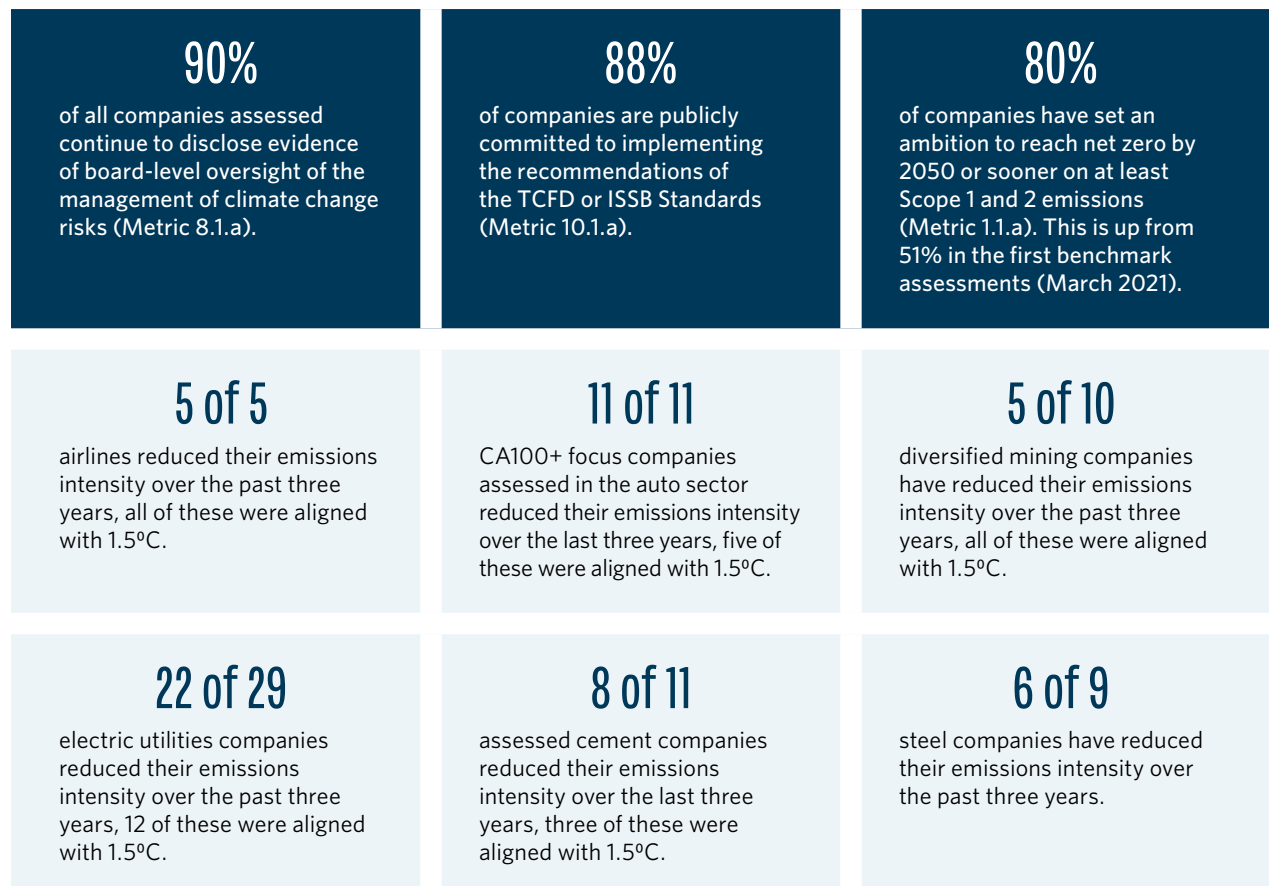 90%
of all companies assessed
continue to disclose evidence
of board-level oversight of the
management of climate change
risks (Metric 8.1.a).
88%
of companies are publicly
committed to implementing
the recommendations of
the TCFD or ISSB Standards
(Metric 10.1.a).
80%
of companies have set an
ambition to reach net zero by
2050 or sooner on at least
Scope 1 and 2 emissions
(Metric 1.1.a). This is up from
51% in the first benchmark
assessments (March 2021).
5 of 5
airlines reduced their emissions
intensity over the past three
years, all of these were aligned
with 1.5⁰C.
11 of 11
CA100+ focus companies
assessed in the auto sector
reduced their emissions intensity
over the last three years, five of
these were aligned with 1.5⁰C.
5 of 10
diversified mining companies
have reduced their emissions
intensity over the past three
years, all of these were aligned
with 1.5⁰C.
22 of 29
electric utilities companies
reduced their emissions
intensity over the past three
years, 12 of these were aligned
with 1.5⁰C.
8 of 11
assessed cement companies
reduced their emissions
intensity over the last three
years, three of these were
aligned with 1.5⁰C.
6 of 9
steel companies have reduced
their emissions intensity over
the past three years.